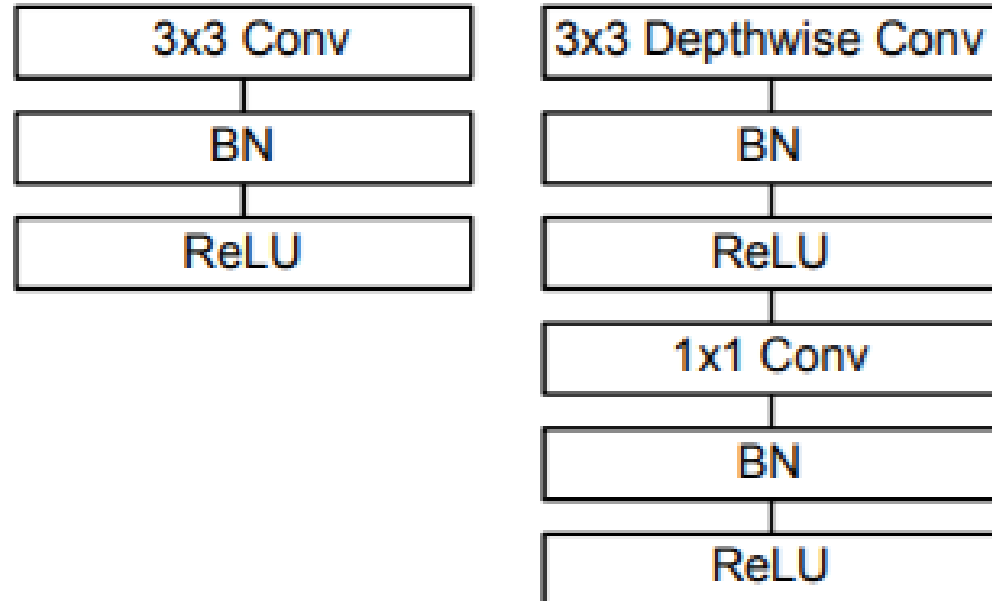 3x3 Conv
BN
ReLU
3x3 Depthwise Conv
BN
ReLU
1x1 Conv
BN
ReLU